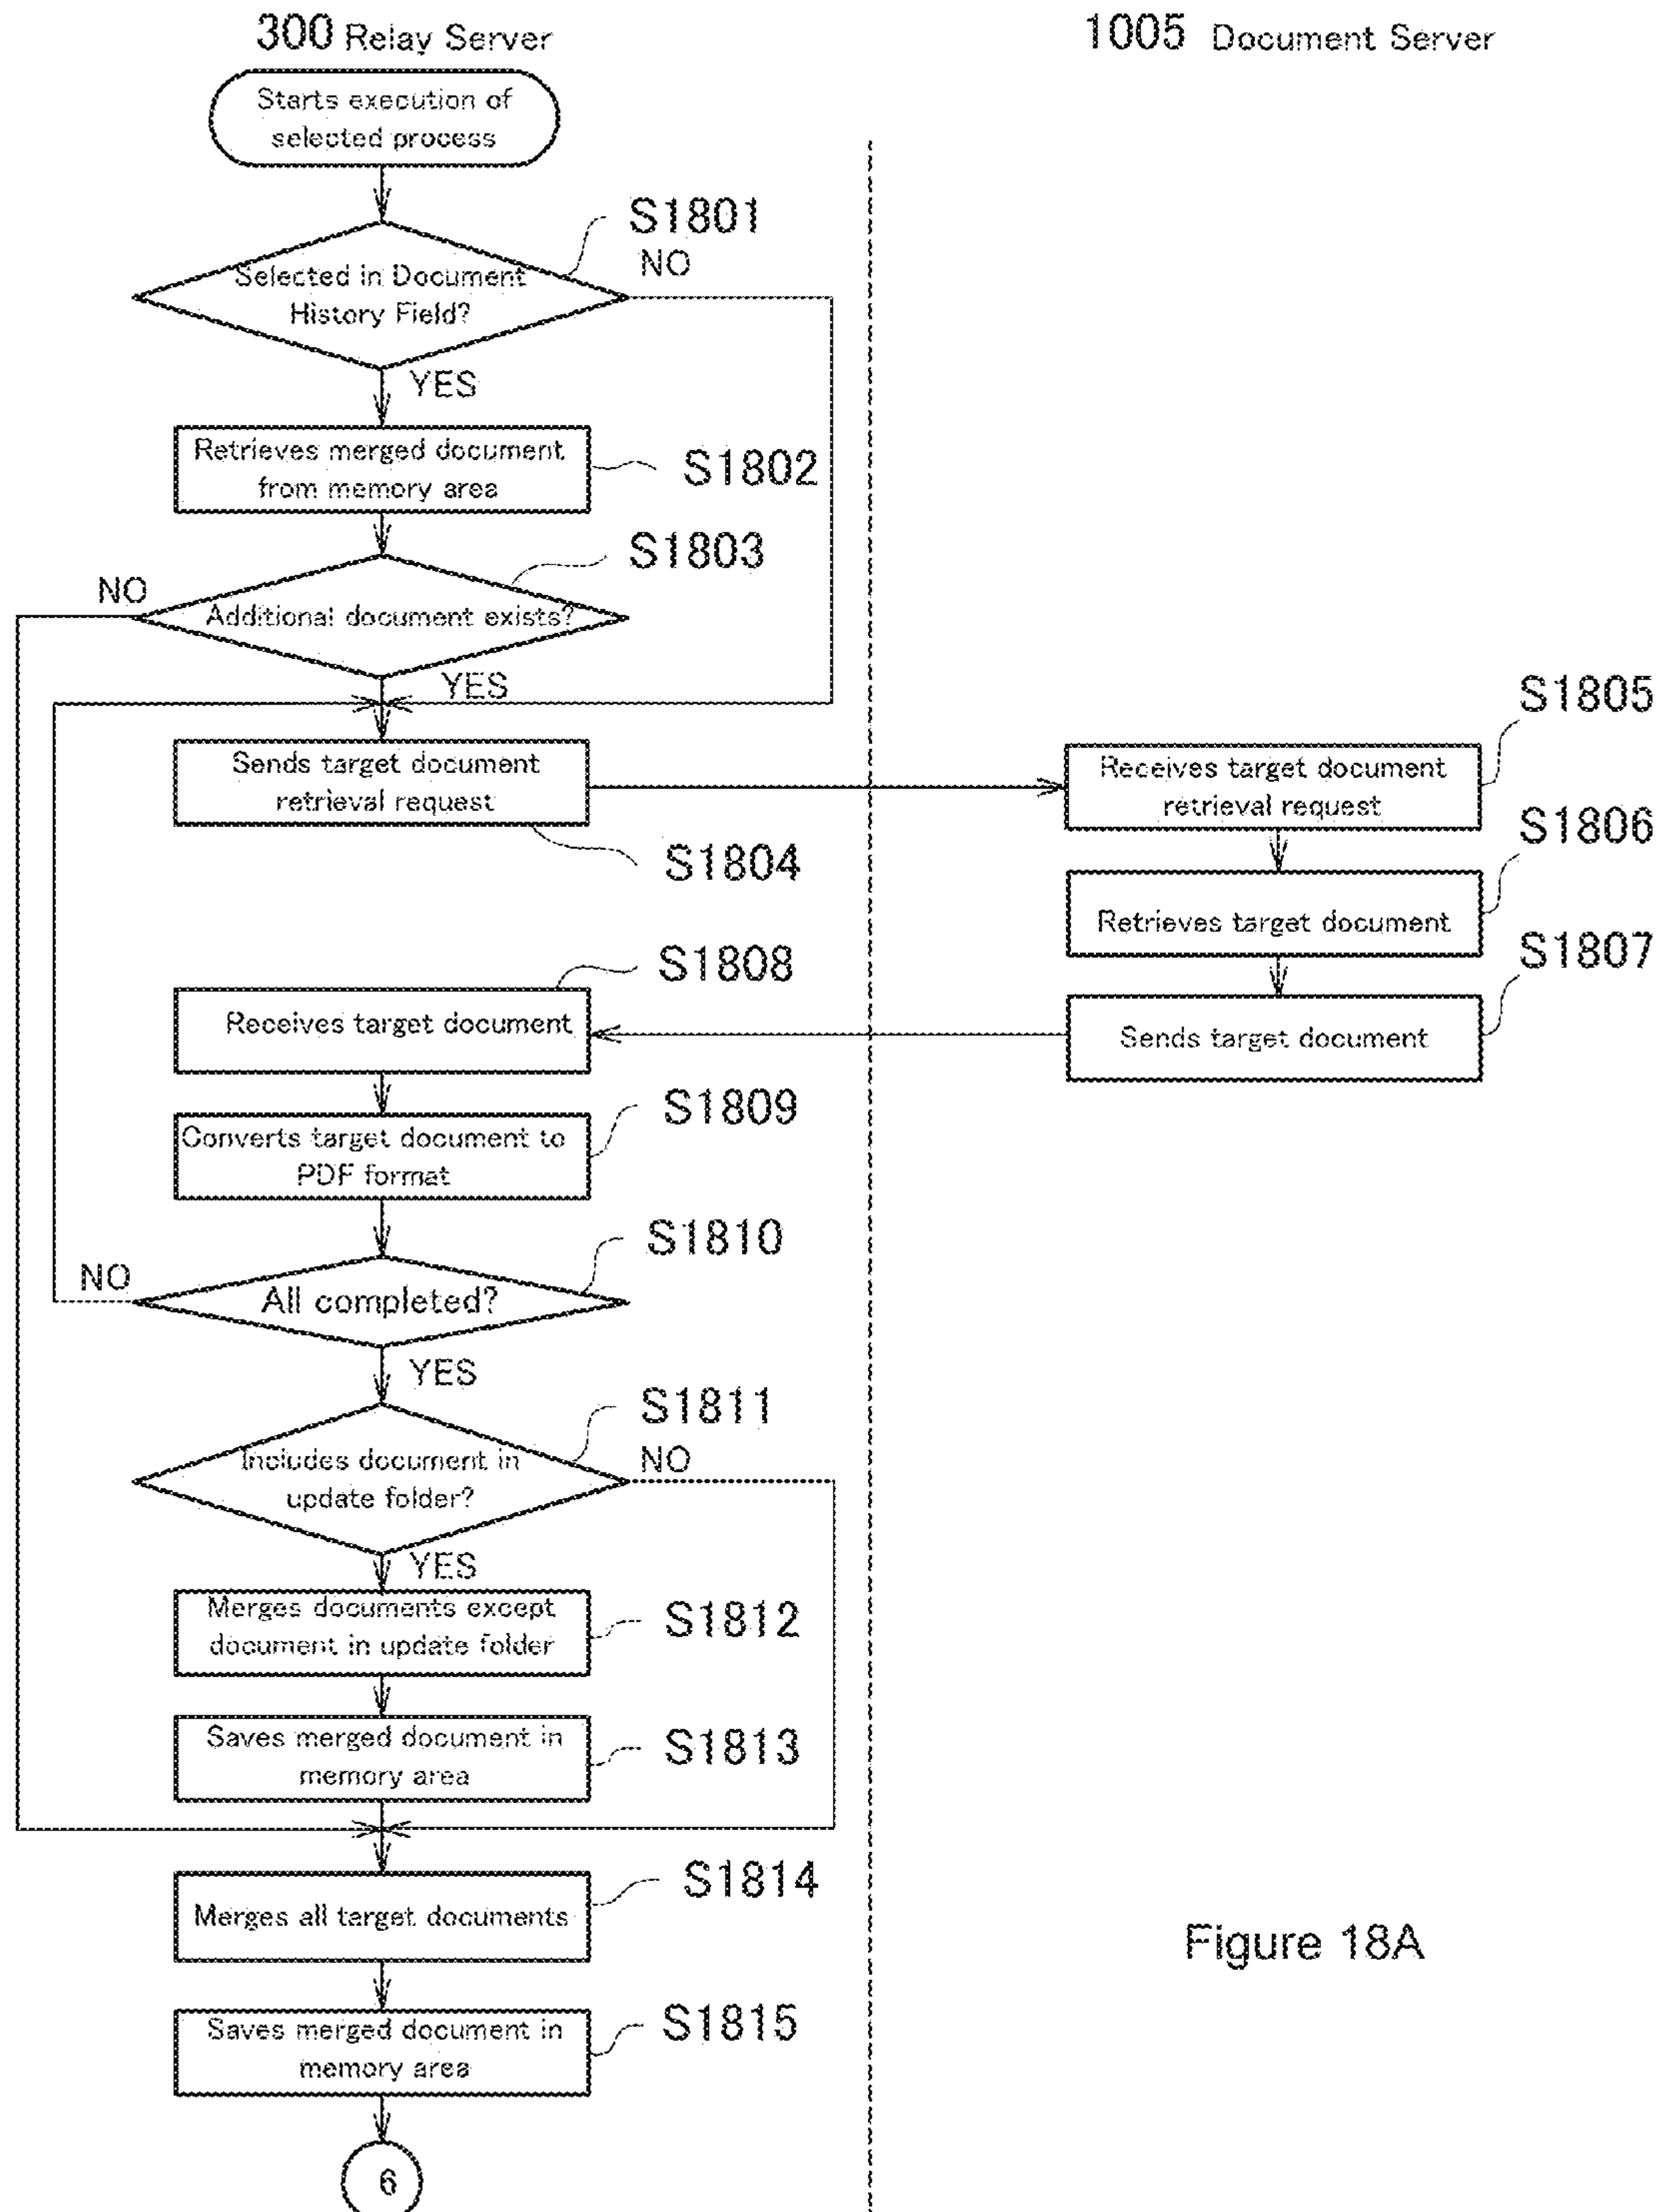 300 Relay Server
1005 Document Server
Starts execution of
selected process
S1801
NO
Selected in Document
History Field?
YES
Retrieves merged document
from memory area
S1802
S1803
NO
Additional document exists?
YES
S1805
Sends target document
retrieval request
Receives target document
retrieval request
S1804
S1806
Retrieves target document
S1807
S1808
Receives target document
Sends target document
S1809
Converts target document to
PDF format
S1810
NO
All completed?
YES
S1811
NO
Includes document in
update folder?
YES
Merges documents except
document in update folder
S1812
Saves merged document in
memory area
S1813
S1814
Merges all target documents
Figure 18A
S1815
Saves merged document in
memory area
6